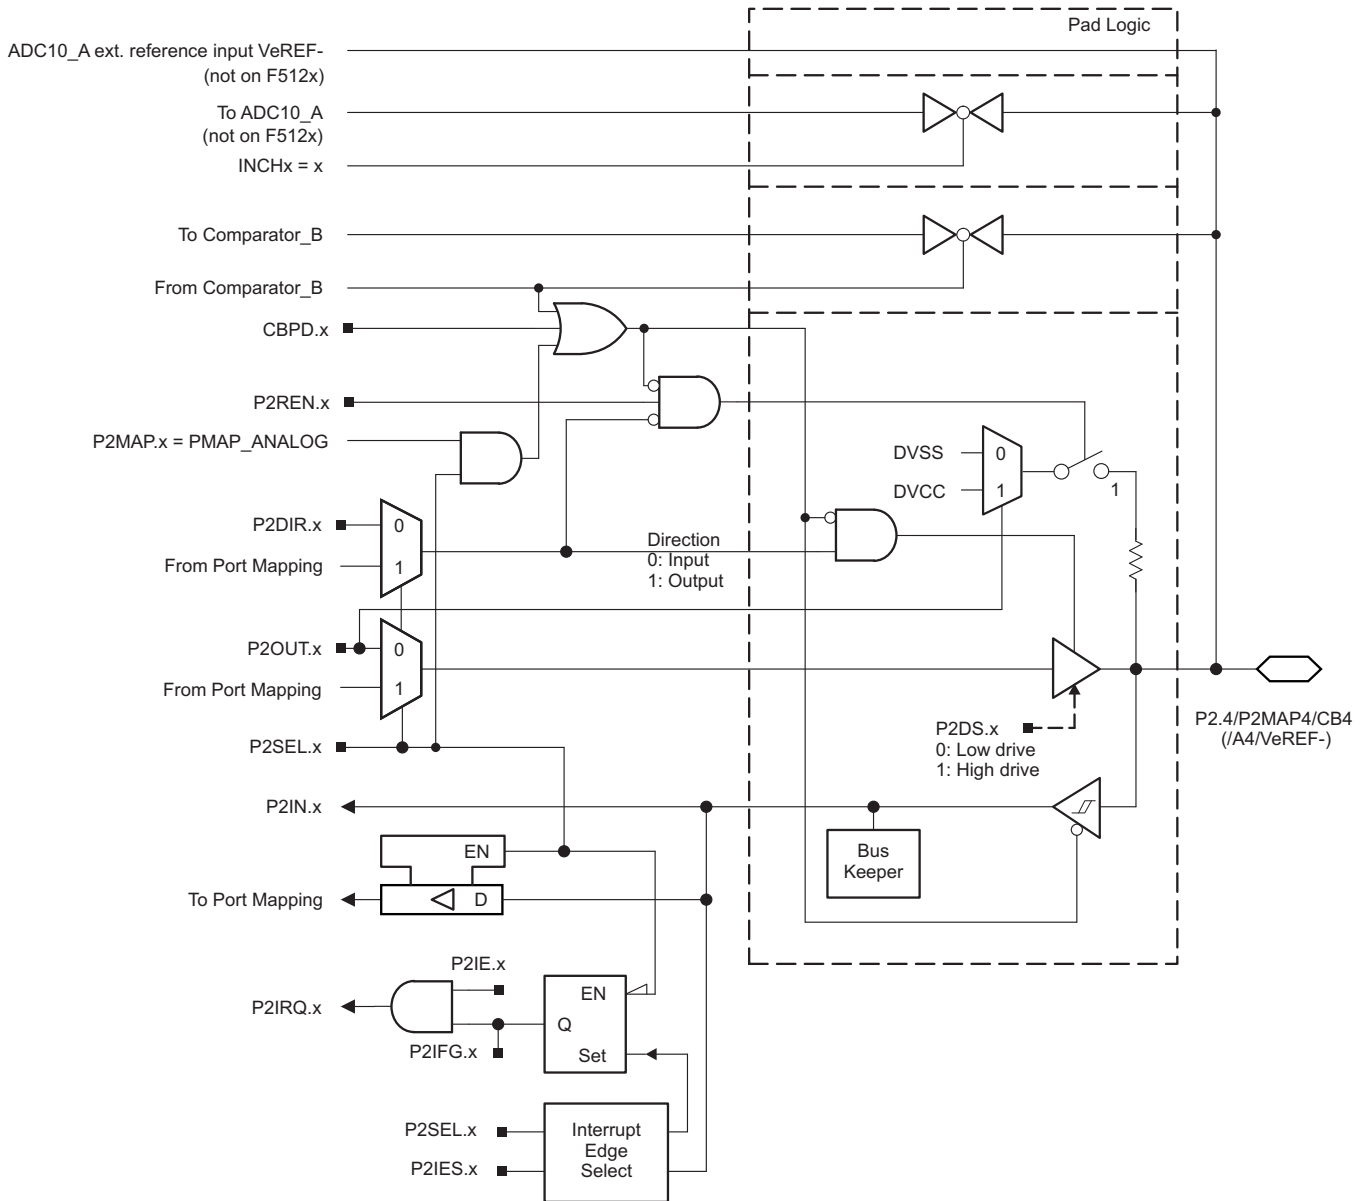 Pad Logic
ADC10_A ext. reference input VeREF-
(not on F512x)
To ADC10_A
(not on F512x)
INCHx = x
To Comparator_B
From Comparator_B
CBPD.x
P2REN.x
P2MAP.x = PMAP_ANALOG
DVSS
0
DVCC
1
1
P2DIR.x
0
From Port Mapping
1
Direction
0: Input
1: Output
P2OUT.x
0
From Port Mapping
1
P2SEL.x
P2DS.x
0: Low drive
1: High drive
P2.4/P2MAP4/CB4
(/A4/VeREF-)
P2IN.x
Bus
Keeper
EN
To Port Mapping
D
P2IE.x
P2IRQ.x
EN
Q
P2IFG.x
Set
P2SEL.x
P2IES.x
Interrupt
Edge
Select